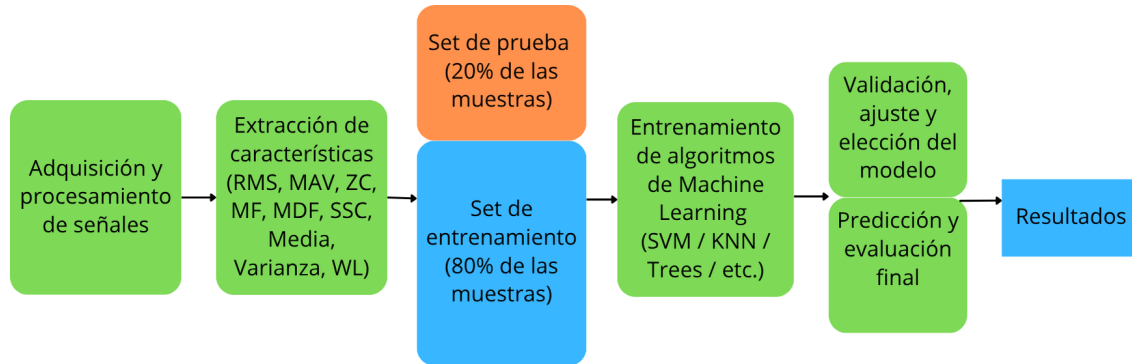 Adquisición y
procesamiento
de señales
Extracción de
características
(RMS, MAV, ZC,
MF, MDF, SSC,
Media,
Varianza, WL)
Set de prueba
(20% de las
muestras)
Set de
entrenamiento
(80% de las
muestras)
Entrenamiento
de algoritmos
de Machine
Learning
(SVM / KNN /
Trees / etc.)
Validación,
ajuste y
elección del
modelo
Predicción y
evaluación
final
Resultados